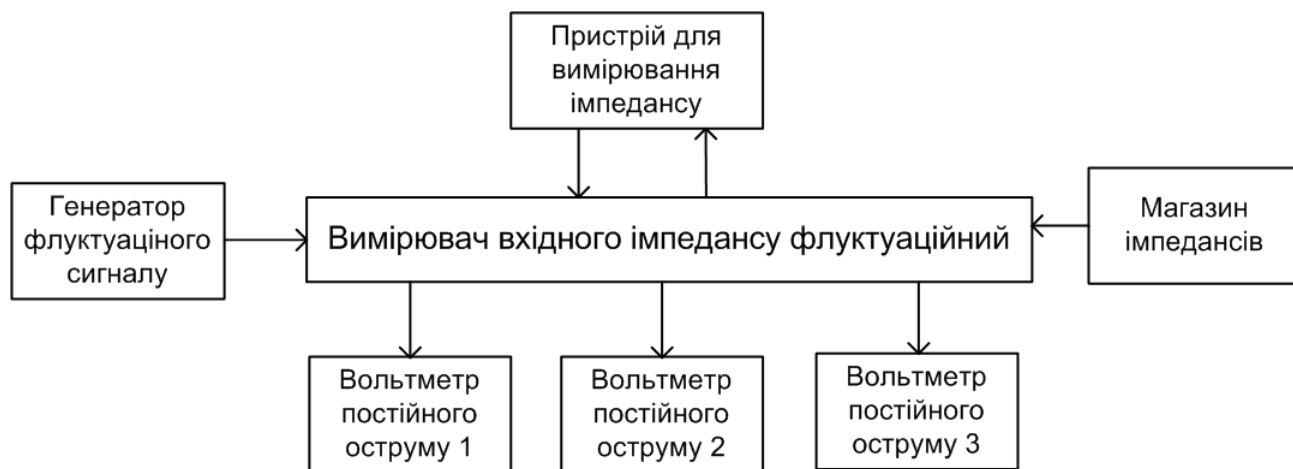 Пристрій для
вимірювання
імпедансу
Генератор
флуктуаціного
сигналу
Вимірювач вхідного імпедансу флуктуаційний
Магазин
імпедансів
Вольтметр
постійного
оструму 1
Вольтметр
постійного
оструму 2
Вольтметр
постійного
оструму 3